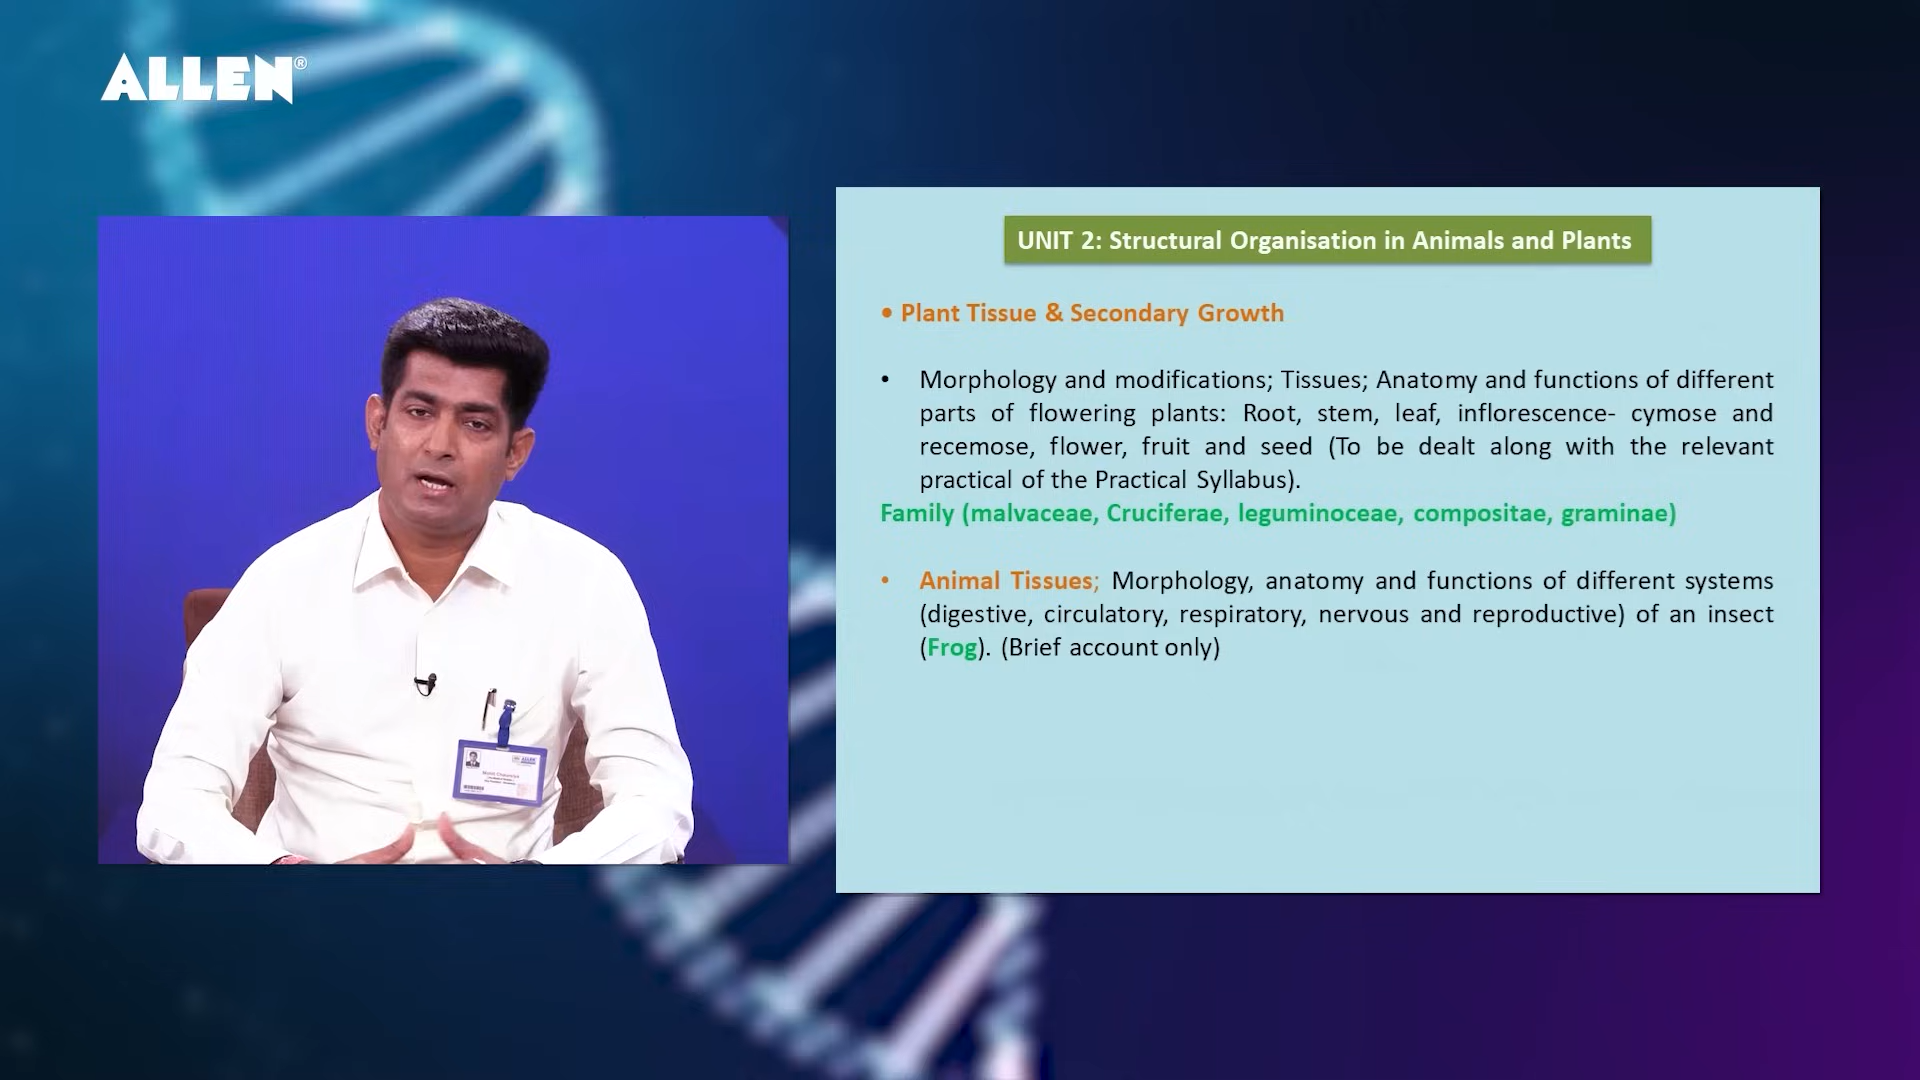 ALLEN®
UNIT 2: Structural Organisation in Animals and Plants
• Plant Tissue & Secondary Growth
• Morphology and modifications; Tissues; Anatomy and functions of different
parts of flowering plants: Root, stem, leaf, inflorescence- cymose and
recemose, flower, fruit and seed (To be dealt along with the relevant
practical of the Practical Syllabus).
Family (malvaceae, Cruciferae, leguminoceae, compositae, graminae)
• Animal Tissues; Morphology, anatomy and functions of different systems
(digestive, circulatory, respiratory, nervous and reproductive) of an insect
(Frog). (Brief account only)
ALLEN